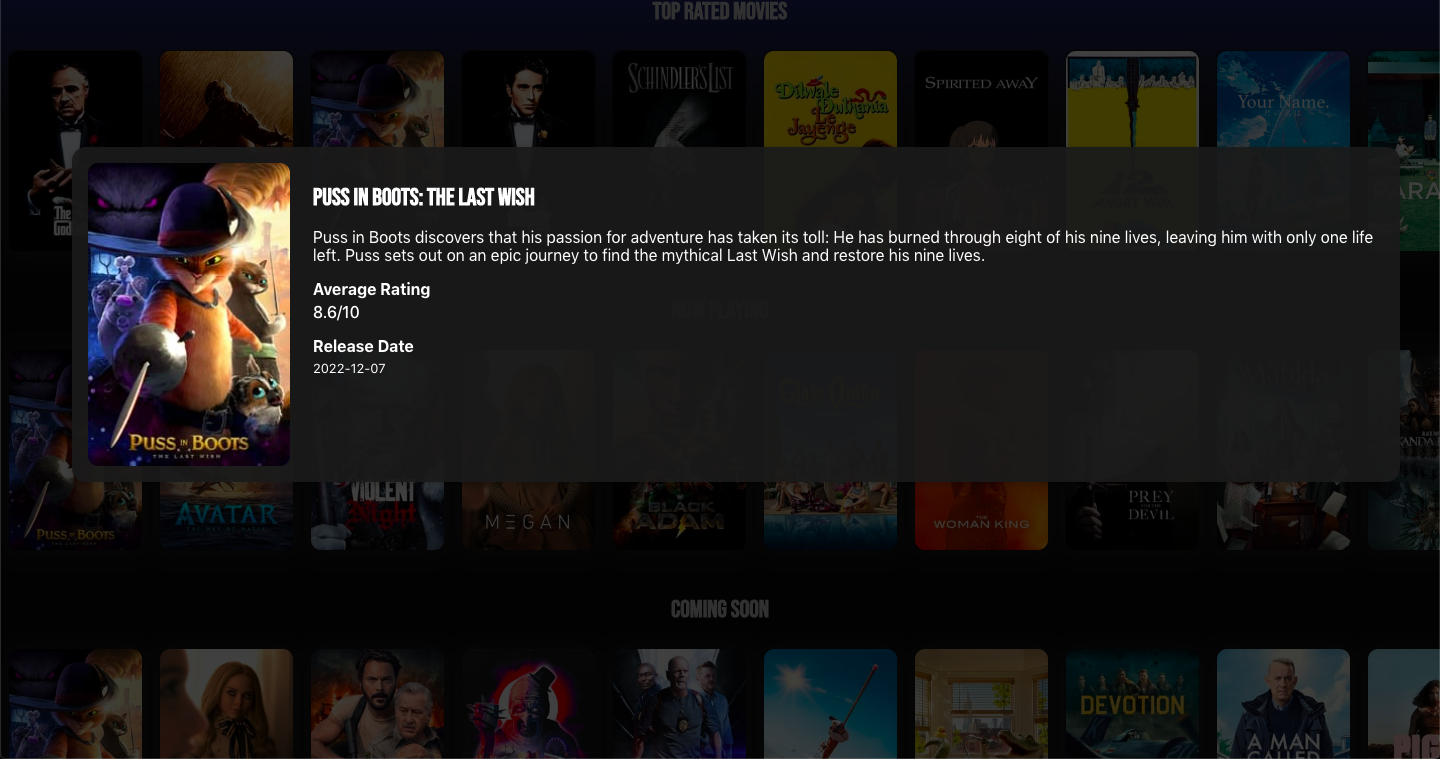 TOP RATED MOVIES
SCHINDLER'S LIST
Dilwale
Dulhania
Le
Jayenge
SPIRITED AWAY
Your Name.
The
God
PUSS IN BOOTS: THE LAST WISH
Puss in Boots discovers that his passion for adventure has taken its toll: He has burned through eight of his nine lives, leaving him with only one life
left. Puss sets out on an epic journey to find the mythical Last Wish and restore his nine lives.
Average Rating
8.6/10
NOW PLAYING
Release Date
2022-12-07
PUSS IN BOOTS
THE LAST WISH
VIOLENT
Night
AVATAR
MEGAN
BLACK
ADAM
THE
WOMAN KING
PREY
DEVIL
PUSS IN BOOTS
COMING SOON
DEVOTION
A MAN
CALLED
PIG